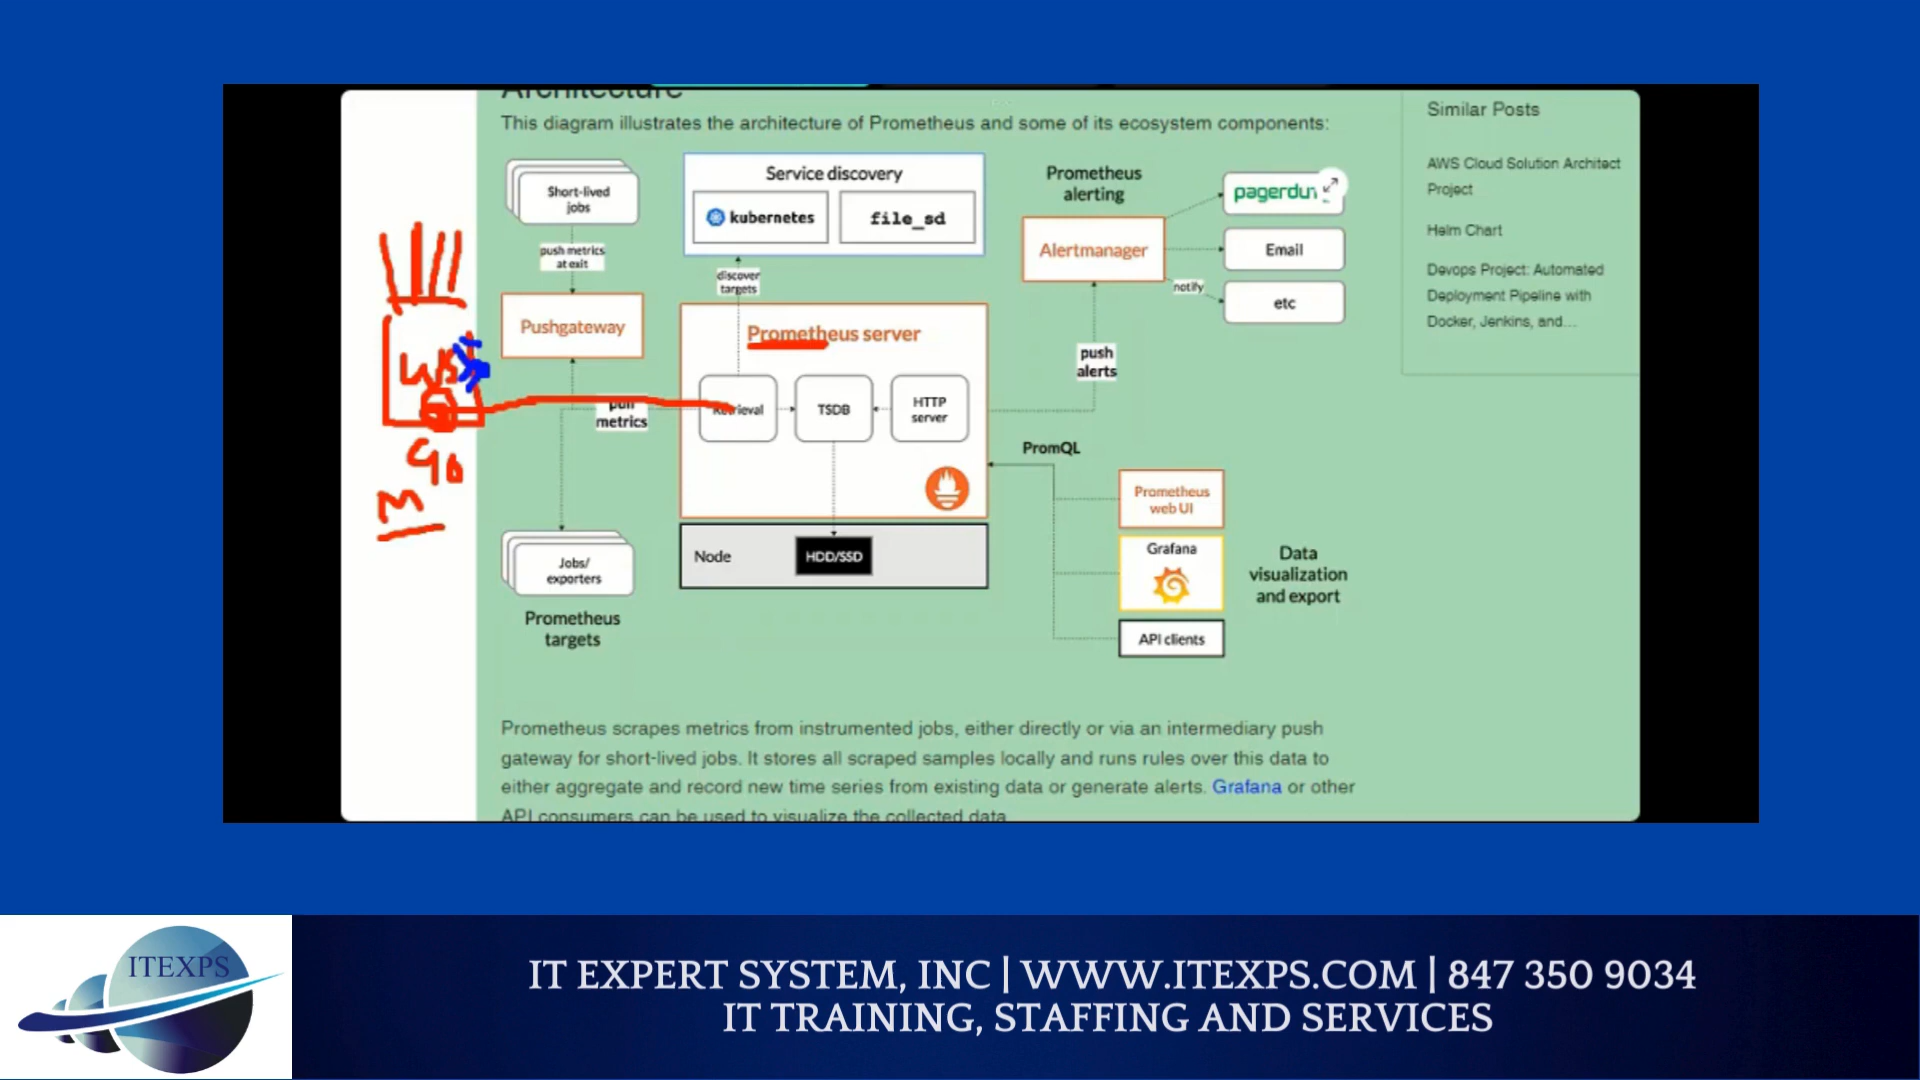 Architecture
This diagram illustrates the architecture of Prometheus and some of its ecosystem components:
Short-lived
jobs
push metrics
at exit
Pushgateway
pull
metrics
Jobs/
exporters
Prometheus
targets
Service discovery
kubernetes
file_sd
discover
targets
Prometheus server
Retrieval
TSDB
HTTP
server
Node
HDD/SSD
Prometheus
alerting
Alertmanager
pagerdu
Email
etc
notify
push
alerts
PromQL
Prometheus
web UI
Grafana
API clients
Data
visualization
and export
Prometheus scrapes metrics from instrumented jobs, either directly or via an intermediary push
gateway for short-lived jobs. It stores all scraped samples locally and runs rules over this data to
either aggregate and record new time series from existing data or generate alerts. Grafana or other
API consumers can be used to visualize the collected data
Similar Posts
AWS Cloud Solution Architect
Project
Helm Chart
Devops Project: Automated
Deployment Pipeline with
Docker, Jenkins, and...
ITEXPS
IT EXPERT SYSTEM, INC | WWW.ITEXPS.COM | 847 350 9034
IT TRAINING, STAFFING AND SERVICES